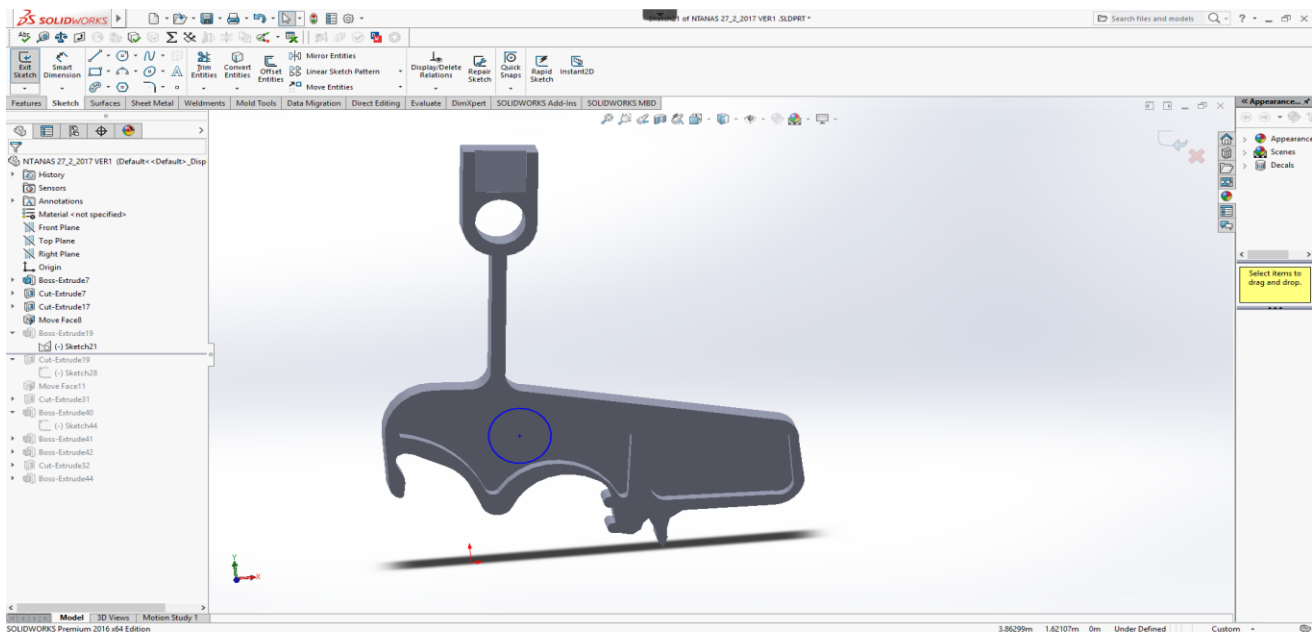 SOLIDWORKS
1 of NTANAS 27_2_2017 VER1 .SLDPRT *
Search files and models
Exit Sketch
Smart Dimension
Trim Entities
Convert Entities
Offset Entities
Mirror Entities
Linear Sketch Pattern
Move Entities
Display/Delete Relations
Repair Sketch
Quick Snaps
Rapid Sketch
Instant2D
Features Sketch Surfaces Sheet Metal Weldments Mold Tools Data Migration Direct Editing Evaluate DimXpert SOLIDWORKS Add-Ins SOLIDWORKS MBD
NTANAS 27_2_2017 VER1 (Default<<Default>_Disp
History
Sensors
Annotations
Material <not specified>
Front Plane
Top Plane
Right Plane
Origin
Boss-Extrude7
Cut-Extrude7
Cut-Extrude17
Move Face8
Boss-Extrude19
(-) Sketch21
Cut-Extrude19
(-) Sketch28
Move Face11
Cut-Extrude31
Boss-Extrude40
(-) Sketch44
Boss-Extrude41
Boss-Extrude42
Cut-Extrude32
Boss-Extrude44
Y
X
Appearance...
Appearance
Scenes
Decals
Select items to
drag and drop.
Model 3D Views Motion Study 1
SOLIDWORKS Premium 2016 x64 Edition
3.86299m 1.62107m 0m Under Defined Custom